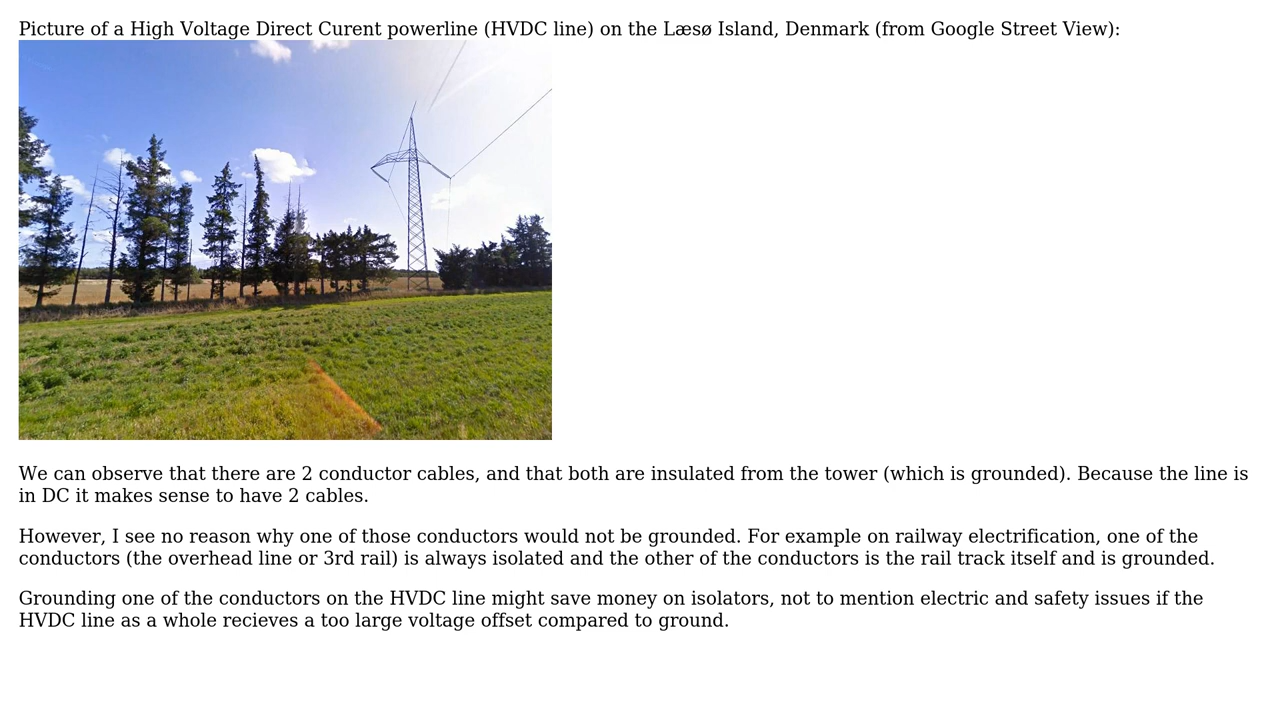 Picture of a High Voltage Direct Curent powerline (HVDC line) on the Læsø Island, Denmark (from Google Street View):
We can observe that there are 2 conductor cables, and that both are insulated from the tower (which is grounded). Because the line is
in DC it makes sense to have 2 cables.
However, I see no reason why one of those conductors would not be grounded. For example on railway electrification, one of the
conductors (the overhead line or 3rd rail) is always isolated and the other of the conductors is the rail track itself and is grounded.
Grounding one of the conductors on the HVDC line might save money on isolators, not to mention electric and safety issues if the
HVDC line as a whole recieves a too large voltage offset compared to ground.